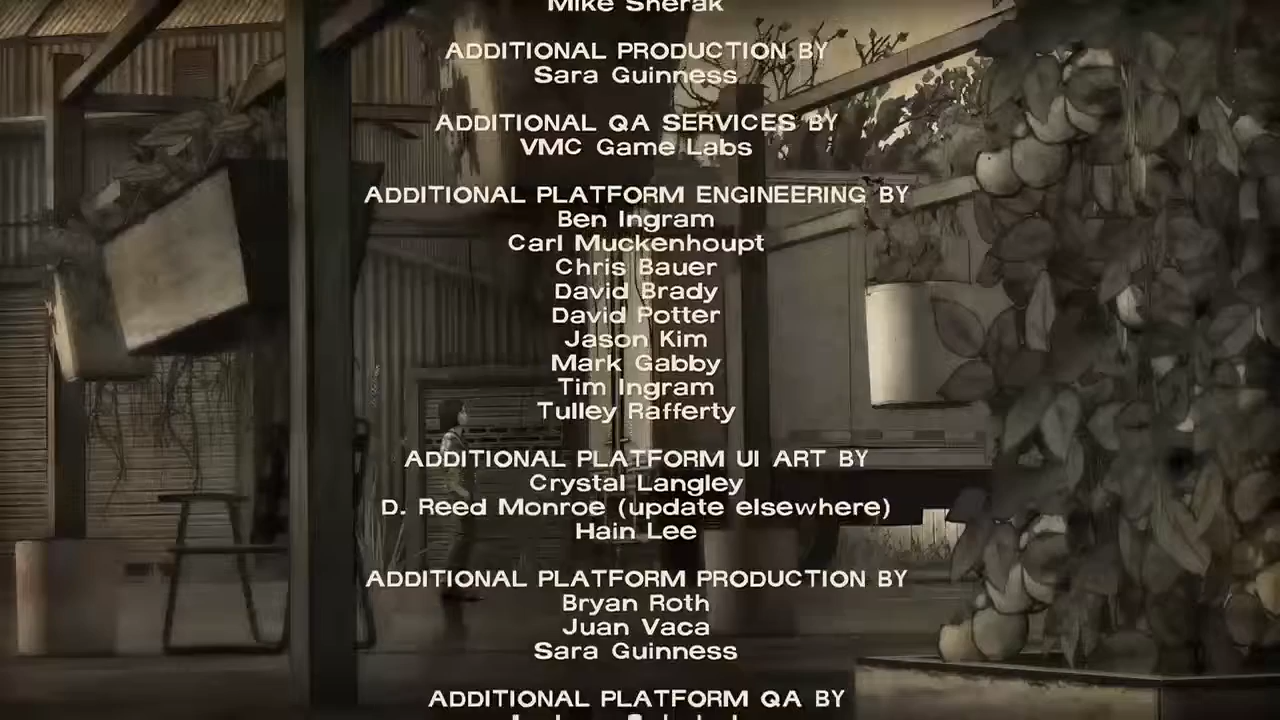 Mike Sherak
ADDITIONAL PRODUCTION BY
Sara Guinness
ADDITIONAL QA SERVICES BY
VMC Game Labs
ADDITIONAL PLATFORM ENGINEERING BY
Ben Ingram
Carl Muckenhoupt
Chris Bauer
David Brady
David Potter
Jason Kim
Mark Gabby
Tim Ingram
Tulley Rafferty
ADDITIONAL PLATFORM UI ART BY
Crystal Langley
D. Reed Monroe (update elsewhere)
Hain Lee
ADDITIONAL PLATFORM PRODUCTION BY
Bryan Roth
Juan Vaca
Sara Guinness
ADDITIONAL PLATFORM QA BY